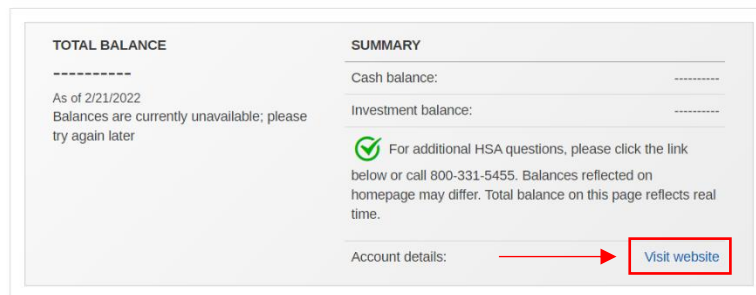 TOTAL BALANCE
----------
As of 2/21/2022
Balances are currently unavailable; please
try again later
SUMMARY
Cash balance: ----------
Investment balance: ----------
For additional HSA questions, please click the link
below or call 800-331-5455. Balances reflected on
homepage may differ. Total balance on this page reflects real
time.
Account details: Visit website